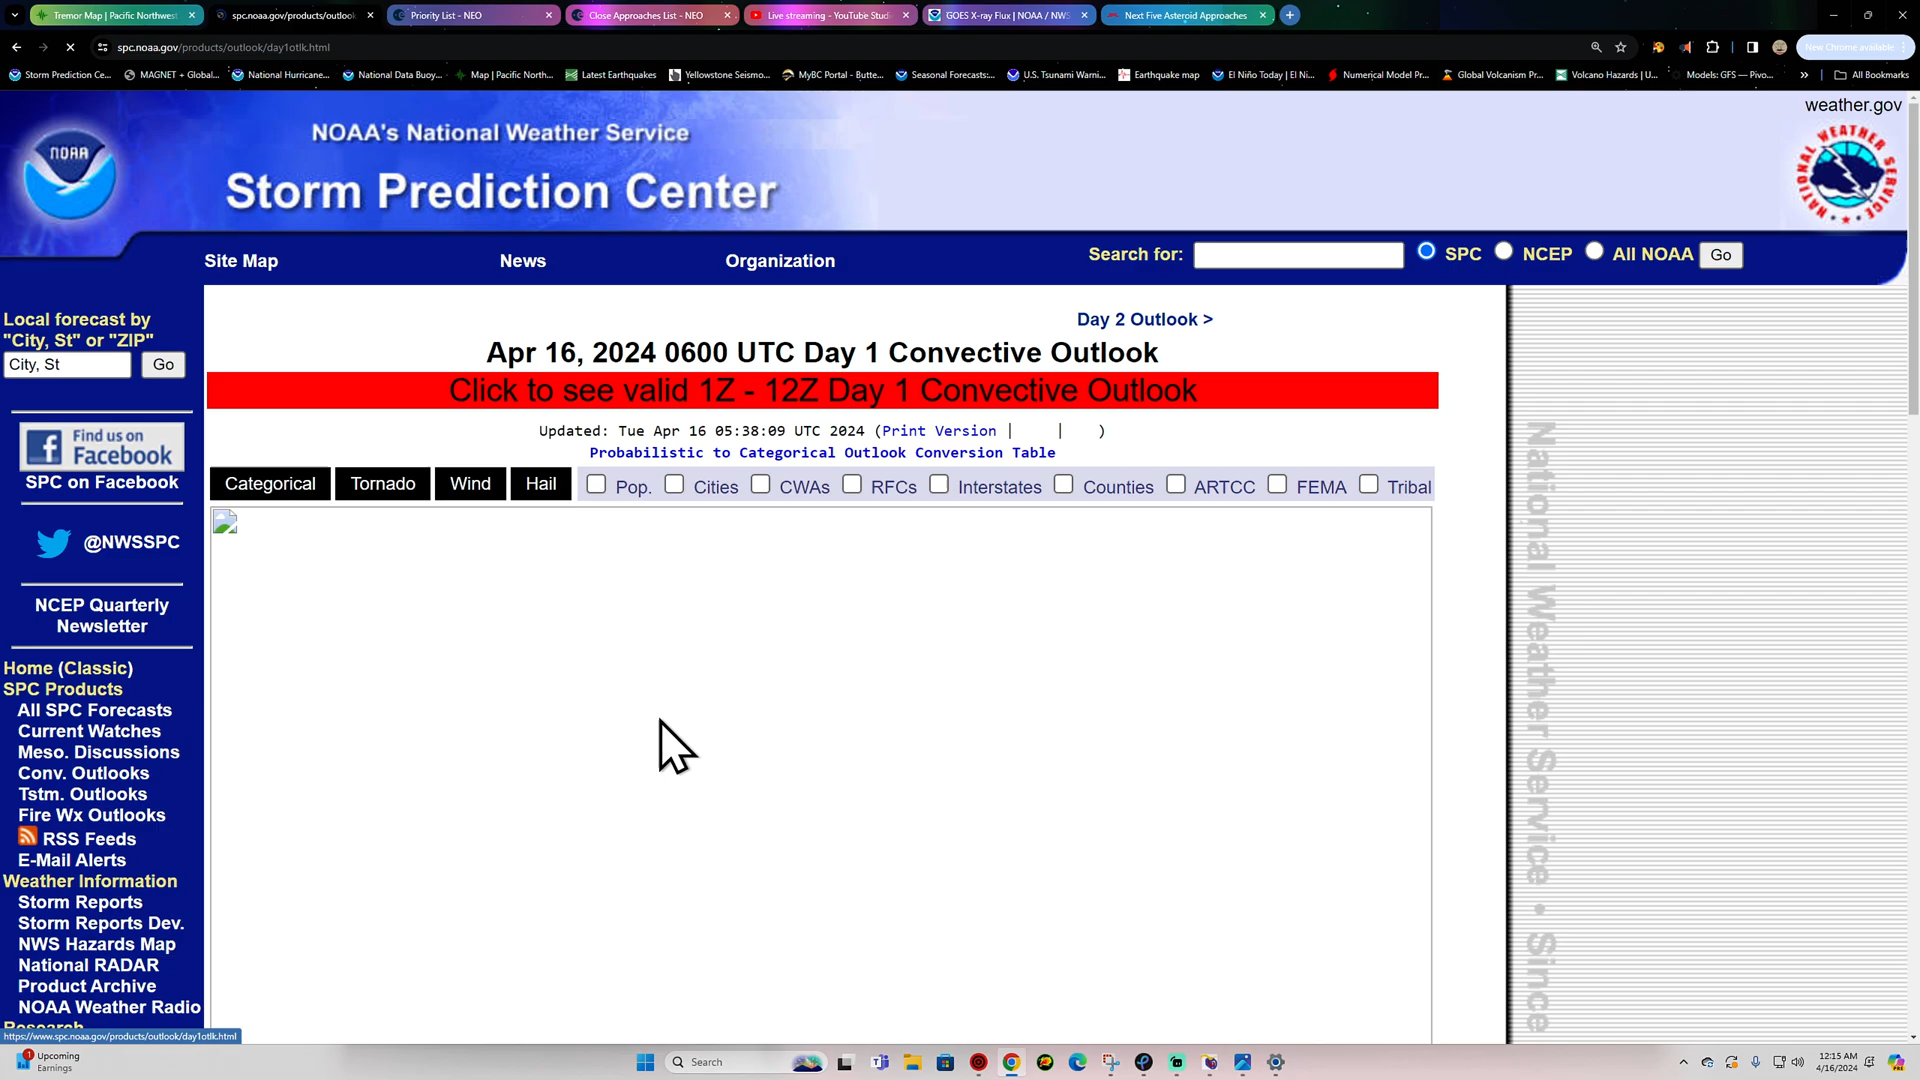 Tremor Map | Pacific Northwest
spc.noaa.gov/products/outlook
Priority List - NEO
Close Approaches List - NEO
Live streaming - YouTube Studi
GOES X-ray Flux | NOAA / NWS
Next Five Asteroid Approaches
spc.noaa.gov/products/outlook/day1otlk.html
New Chrome available
Storm Prediction Ce...
MAGNET + Global...
National Hurricane...
National Data Buoy...
Map | Pacific North...
Latest Earthquakes
Yellowstone Seismo...
MyBC Portal - Butte...
Seasonal Forecasts:...
U.S. Tsunami Warni...
Earthquake map
El Niño Today | El Ni...
Numerical Model Pr...
Global Volcanism Pr...
Volcano Hazards | U...
Models: GFS — Pivo...
All Bookmarks
weather.gov
NOAA
NOAA's National Weather Service
Storm Prediction Center
NATIONAL WEATHER SERVICE
Site Map
News
Organization
Search for:
SPC
NCEP
All NOAA
Go
Local forecast by
"City, St" or "ZIP"
City, St
Go
Find us on
Facebook
SPC on Facebook
@NWSSPC
NCEP Quarterly
Newsletter
Home (Classic)
SPC Products
All SPC Forecasts
Current Watches
Meso. Discussions
Conv. Outlooks
Tstm. Outlooks
Fire Wx Outlooks
RSS Feeds
E-Mail Alerts
Weather Information
Storm Reports
Storm Reports Dev.
NWS Hazards Map
National RADAR
Product Archive
NOAA Weather Radio
Research
https://www.spc.noaa.gov/products/outlook/day1otlk.html
Day 2 Outlook >
Apr 16, 2024 0600 UTC Day 1 Convective Outlook
Click to see valid 1Z - 12Z Day 1 Convective Outlook
Updated: Tue Apr 16 05:38:09 UTC 2024 (Print Version | | )
Probabilistic to Categorical Outlook Conversion Table
Categorical
Tornado
Wind
Hail
Pop.
Cities
CWAs
RFCs
Interstates
Counties
ARTCC
FEMA
Tribal
National Weather Service • Since
1
Upcoming
Earnings
Search
12:15 AM
4/16/2024